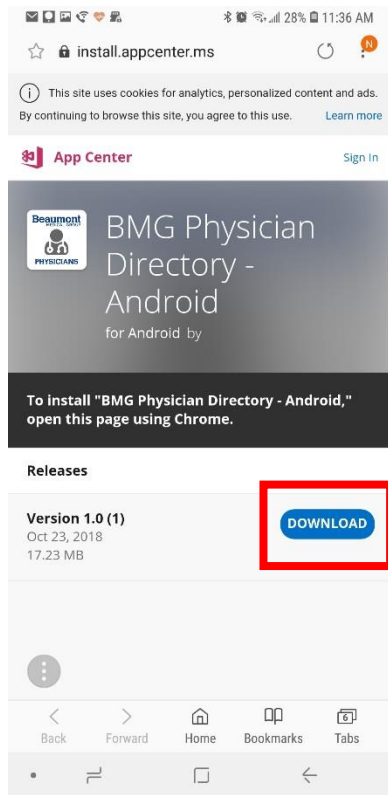 28% 11:36 AM
install.appcenter.ms
N
This site uses cookies for analytics, personalized content and ads.
By continuing to browse this site, you agree to this use. Learn more
App Center
Sign In
Beaumont
MEDICAL GROUP
PHYSICIANS
BMG Physician
Directory -
Android
for Android by
To install "BMG Physician Directory - Android,"
open this page using Chrome.
Releases
Version 1.0 (1)
DOWNLOAD
Oct 23, 2018
17.23 MB
6
Back Forward Home Bookmarks Tabs